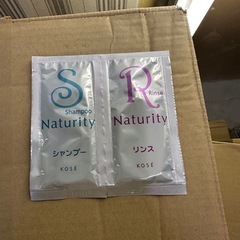 S
Shampoo
Naturity
シャンプー
KOSÉ
R
Rinse
Naturity
リンス
KOSÉ